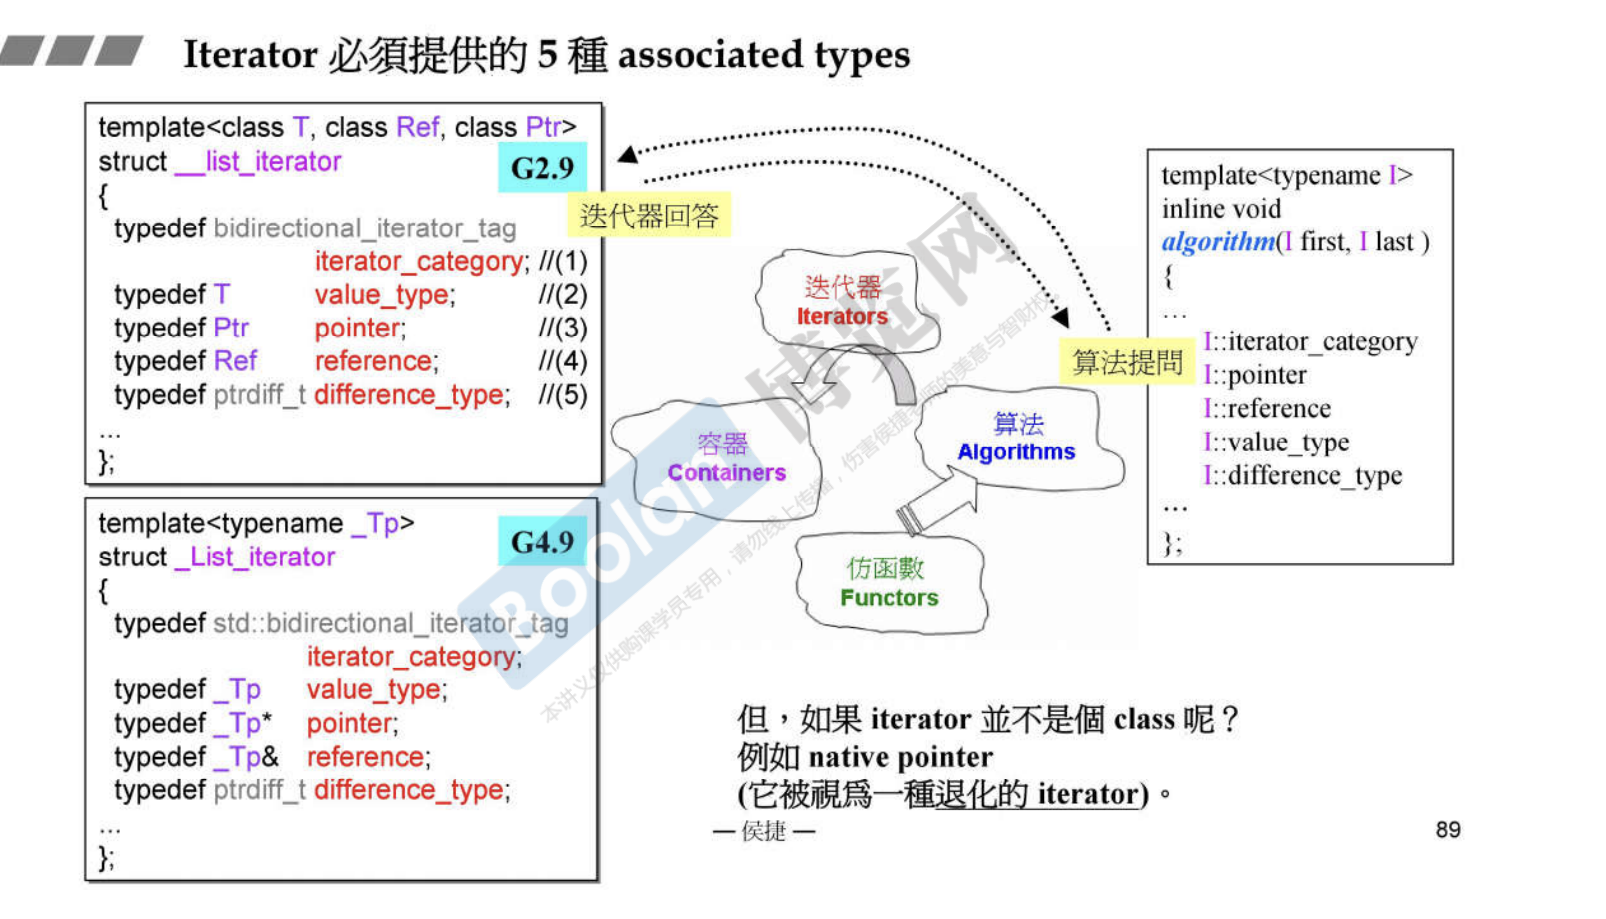 Iterator 必須提供的 5 種 associated types
template<class T, class Ref, class Ptr>
struct __list_iterator
G2.9
{
typedef bidirectional_iterator_tag
iterator_category; //(1)
typedef T value_type; //(2)
typedef Ptr pointer; //(3)
typedef Ref reference; //(4)
typedef ptrdiff_t difference_type; //(5)
...
};
template<typename _Tp>
struct _List_iterator
G4.9
{
typedef std::bidirectional_iterator_tag
iterator_category;
typedef _Tp value_type;
typedef _Tp* pointer;
typedef _Tp& reference;
typedef ptrdiff_t difference_type;
...
};
迭代器回答
迭代器
Iterators
容器
Containers
算法
Algorithms
仿函數
Functors
算法提問
template<typename I>
inline void
algorithm(I first, I last )
{
...
I::iterator_category
I::pointer
I::reference
I::value_type
I::difference_type
...
};
但，如果 iterator 並不是個 class 呢？
例如 native pointer
(它被視爲一種退化的 iterator)。
— 侯捷 —
89
Boolan 博览网
本讲义仅供购课学员专用，请勿线上传播，伤害侯捷老师的美意与智财权。